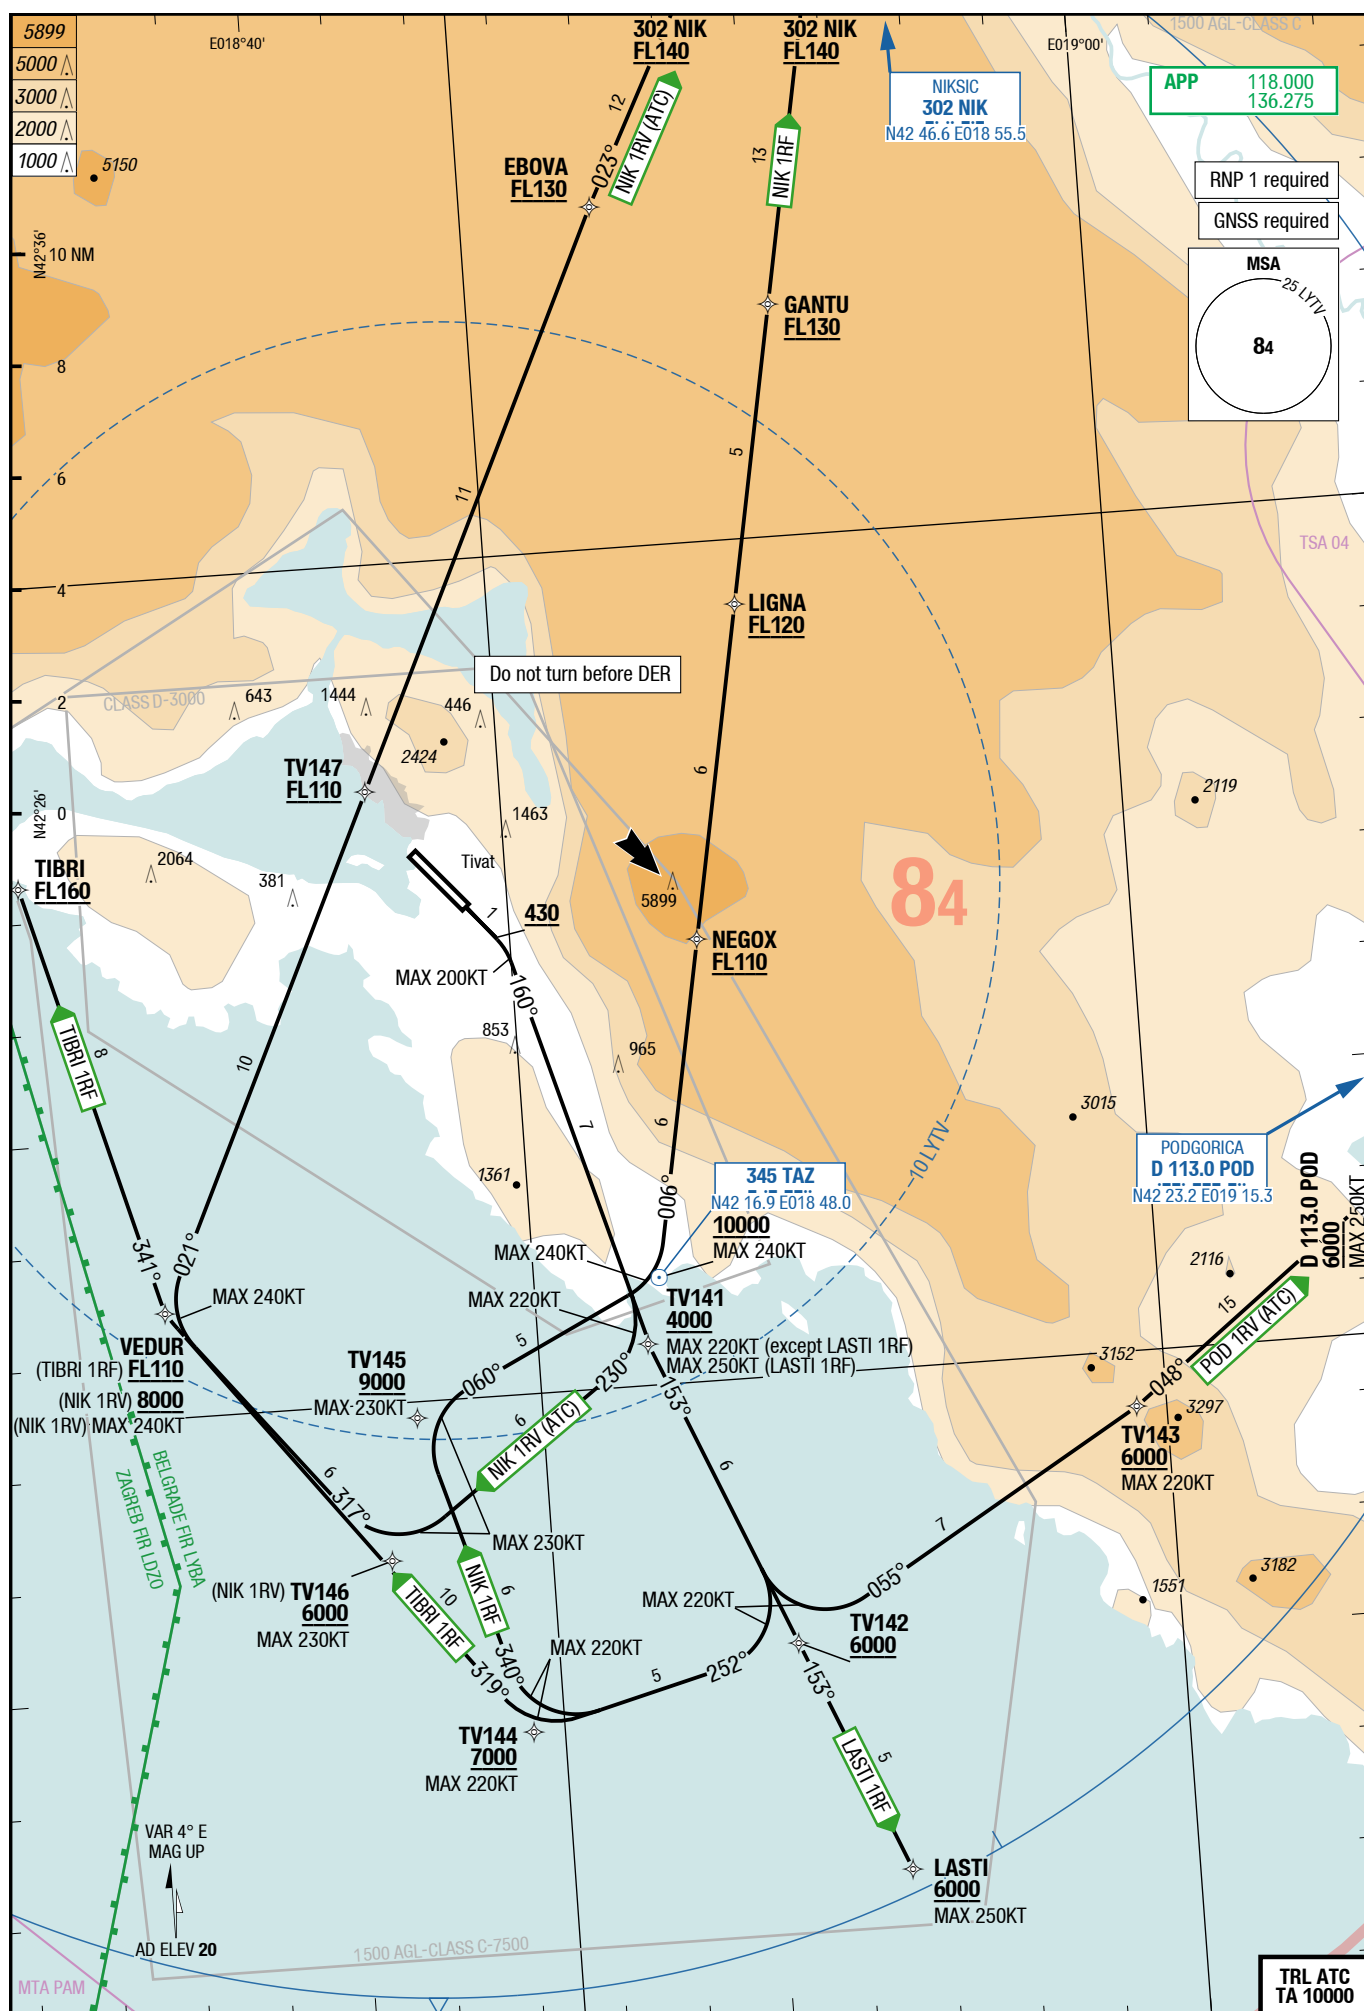 5899
5000
3000
2000
1000
E018°40'
302 NIK
FL140
302 NIK
FL140
E019°00'
1500 AGL-CLASS C
NIKSIC
302 NIK
N42 46.6 E018 55.5
APP 118.000
136.275
RNP 1 required
GNSS required
MSA
25 LYTV
84
5150
12
023°
NIK 1RV (ATC)
13
NIK 1RF
EBOVA
FL130
N42°36'
10 NM
GANTU
FL130
8
6
5
11
TSA 04
4
LIGNA
FL120
Do not turn before DER
CLASS D-3000
2
643
1444
446
2424
TV147
FL110
6
2119
N42°26'
0
1463
Tivat
2064
381
TIBRI
FL160
5899
84
1
430
NEGOX
FL110
MAX 200KT
160°
853
965
8
TIBRI 1RF
10
7
6
3015
10 LYTV
1361
345 TAZ
N42 16.9 E018 48.0
10000
MAX 240KT
PODGORICA
D 113.0 POD
N42 23.2 E019 15.3
D 113.0 POD
6000
MAX 250KT
006°
341°
021°
MAX 240KT
MAX 240KT
2116
15
POD 1RV (ATC)
MAX 220KT
TV141
4000
MAX 220KT (except LASTI 1RF)
MAX 250KT (LASTI 1RF)
VEDUR
(TIBRI 1RF) FL110
(NIK 1RV) 8000
(NIK 1RV) MAX 240KT
TV145
9000
MAX 230KT
5
060°
230°
153°
3152
048°
3297
TV143
6000
MAX 220KT
6
NIK 1RV (ATC)
6
317°
BELGRADE FIR LYBA
ZAGREB FIR LDZO
6
7
MAX 230KT
(NIK 1RV) TV146
6000
MAX 230KT
NIK 1RF
6
TIBRI 1RF
10
055°
3182
1551
MAX 220KT
TV142
6000
MAX 220KT
340°
319°
5
252°
153°
TV144
7000
MAX 220KT
LASTI 1RF
5
VAR 4° E
MAG UP
LASTI
6000
MAX 250KT
AD ELEV 20
1500 AGL-CLASS C-7500
MTA PAM
TRL ATC
TA 10000